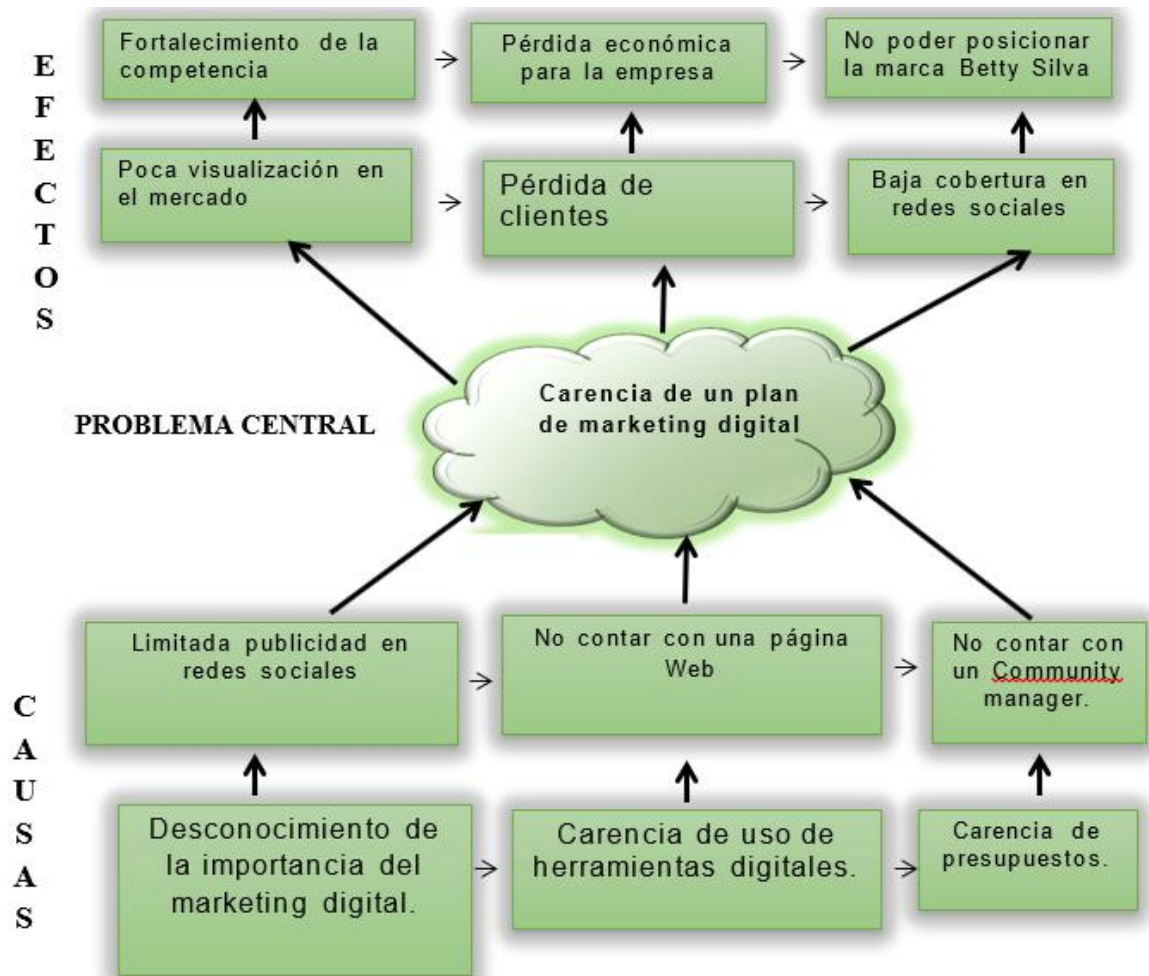 EFECTOS
Fortalecimiento de la
competencia
Pérdida económica
para la empresa
No poder posicionar
la marca Betty Silva
Poca visualización en
el mercado
Pérdida de
clientes
Baja cobertura en
redes sociales
PROBLEMA CENTRAL
Carencia de un plan
de marketing digital
CAUSAS
Limitada publicidad en
redes sociales
No contar con una página
Web
No contar con
un Community
manager.
Desconocimiento de
la importancia del
marketing digital.
Carencia de uso de
herramientas digitales.
Carencia de
presupuestos.